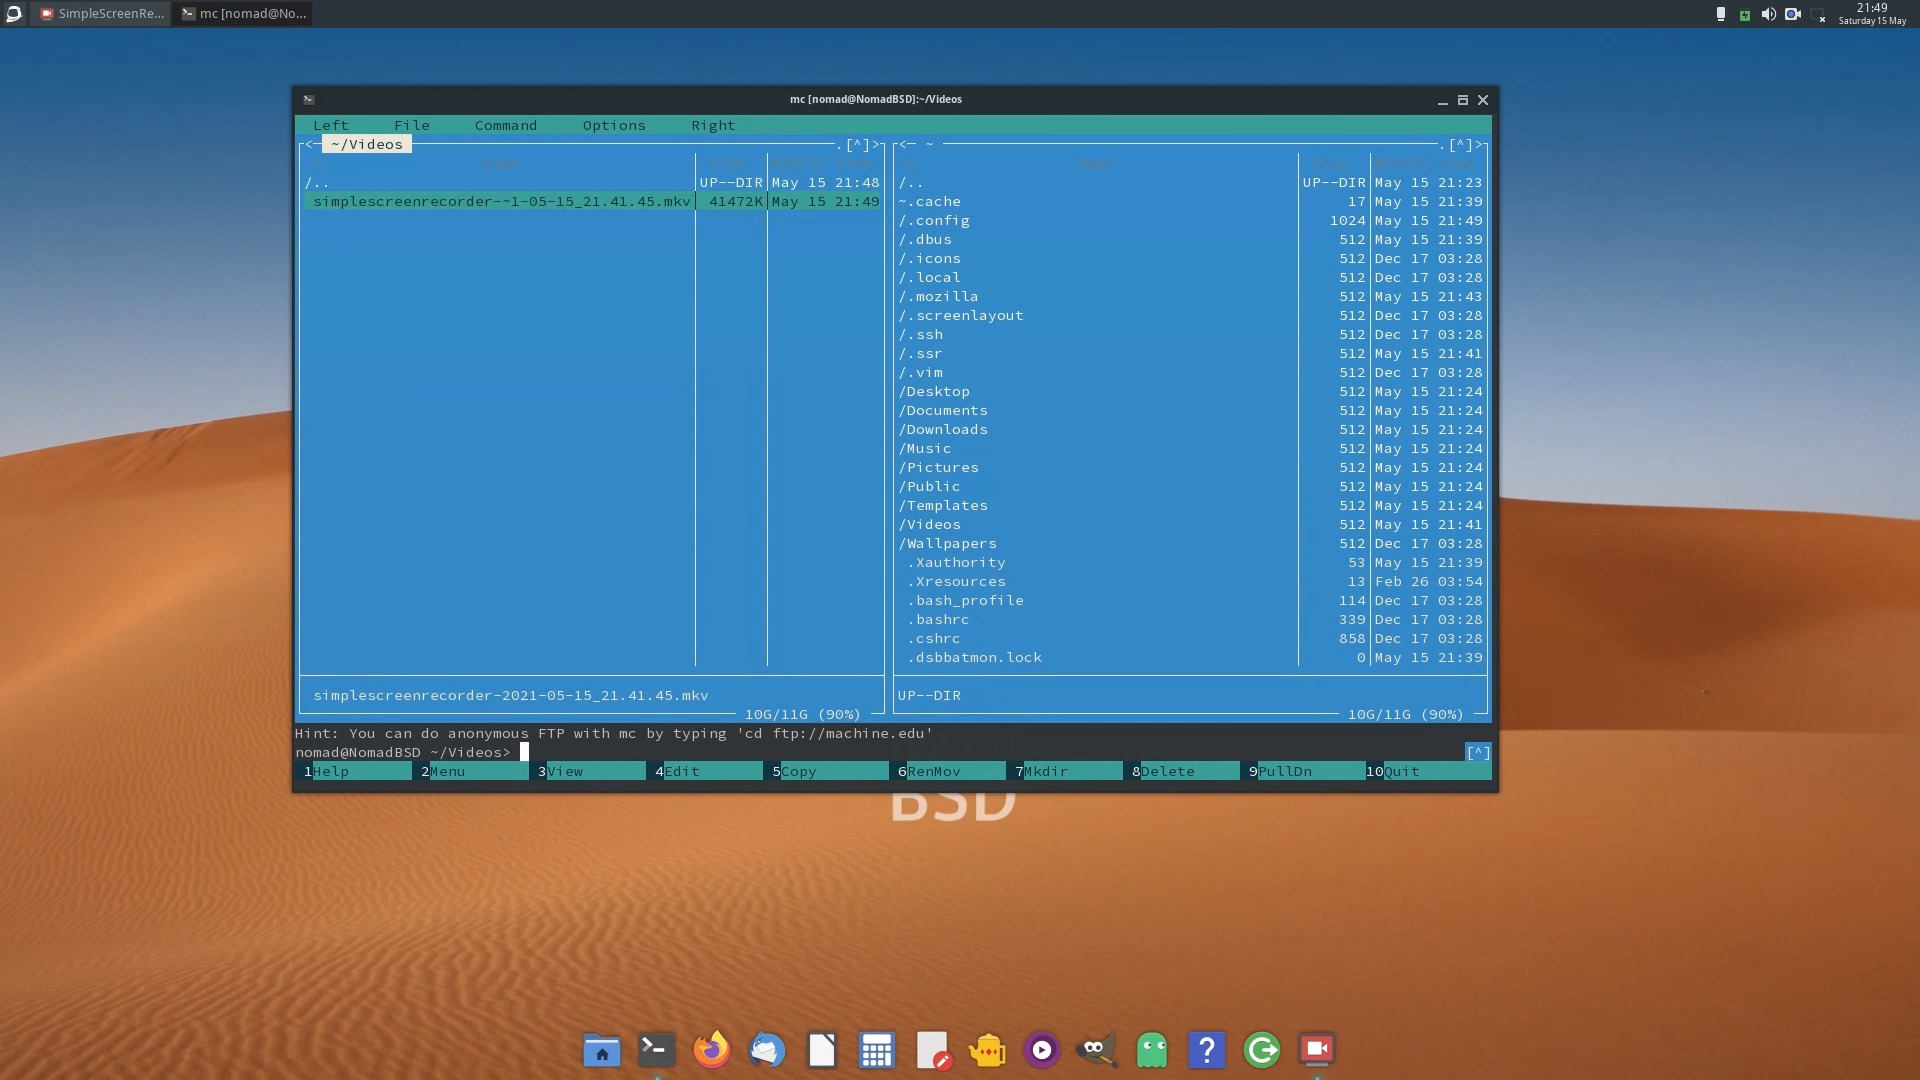 SimpleScreenRe... mc [nomad@No... 21:49
Saturday 15 May
mc [nomad@NomadBSD]:~/Videos
Left File Command Options Right
<─ ~/Videos .[^]> <─ ~ .[^]>
/.. UP--DIR May 15 21:48 /.. UP--DIR May 15 21:23
simplescreenrecorder-~1-05-15_21.41.45.mkv 41472K May 15 21:49 ~.cache 17 May 15 21:39
/.config 1024 May 15 21:49
/.dbus 512 May 15 21:39
/.icons 512 Dec 17 03:28
/.local 512 Dec 17 03:28
/.mozilla 512 May 15 21:43
/.screenlayout 512 Dec 17 03:28
/.ssh 512 Dec 17 03:28
/.ssr 512 May 15 21:41
/.vim 512 Dec 17 03:28
/Desktop 512 May 15 21:24
/Documents 512 May 15 21:24
/Downloads 512 May 15 21:24
/Music 512 May 15 21:24
/Pictures 512 May 15 21:24
/Public 512 May 15 21:24
/Templates 512 May 15 21:24
/Videos 512 May 15 21:41
/Wallpapers 512 Dec 17 03:28
.Xauthority 53 May 15 21:39
.Xresources 13 Feb 26 03:54
.bash_profile 114 Dec 17 03:28
.bashrc 339 Dec 17 03:28
.cshrc 858 Dec 17 03:28
.dsbbatmon.lock 0 May 15 21:39
simplescreenrecorder-2021-05-15_21.41.45.mkv UP--DIR
10G/11G (90%) 10G/11G (90%)
Hint: You can do anonymous FTP with mc by typing 'cd ftp://machine.edu'
nomad@NomadBSD ~/Videos> [^]
1Help 2Menu 3View 4Edit 5Copy 6RenMov 7Mkdir 8Delete 9PullDn 10Quit
BSD